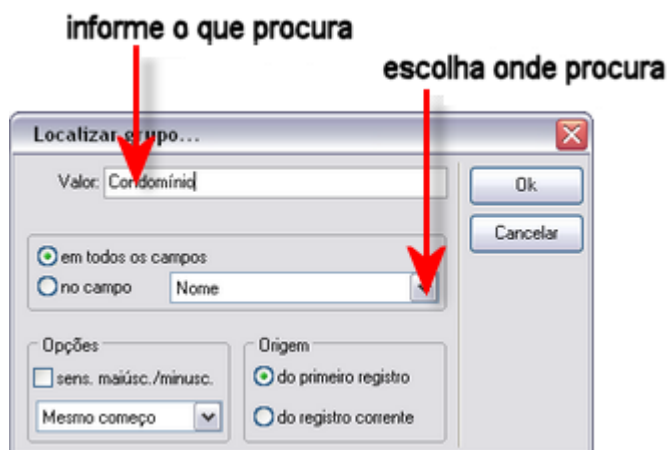 informe o que procura
escolha onde procura
Localizar grupo...
Valor: Condomínio
Ok
Cancelar
em todos os campos
no campo Nome
Opções
sens. maiúsc./minusc.
Mesmo começo
Origem
do primeiro registro
do registro corrente